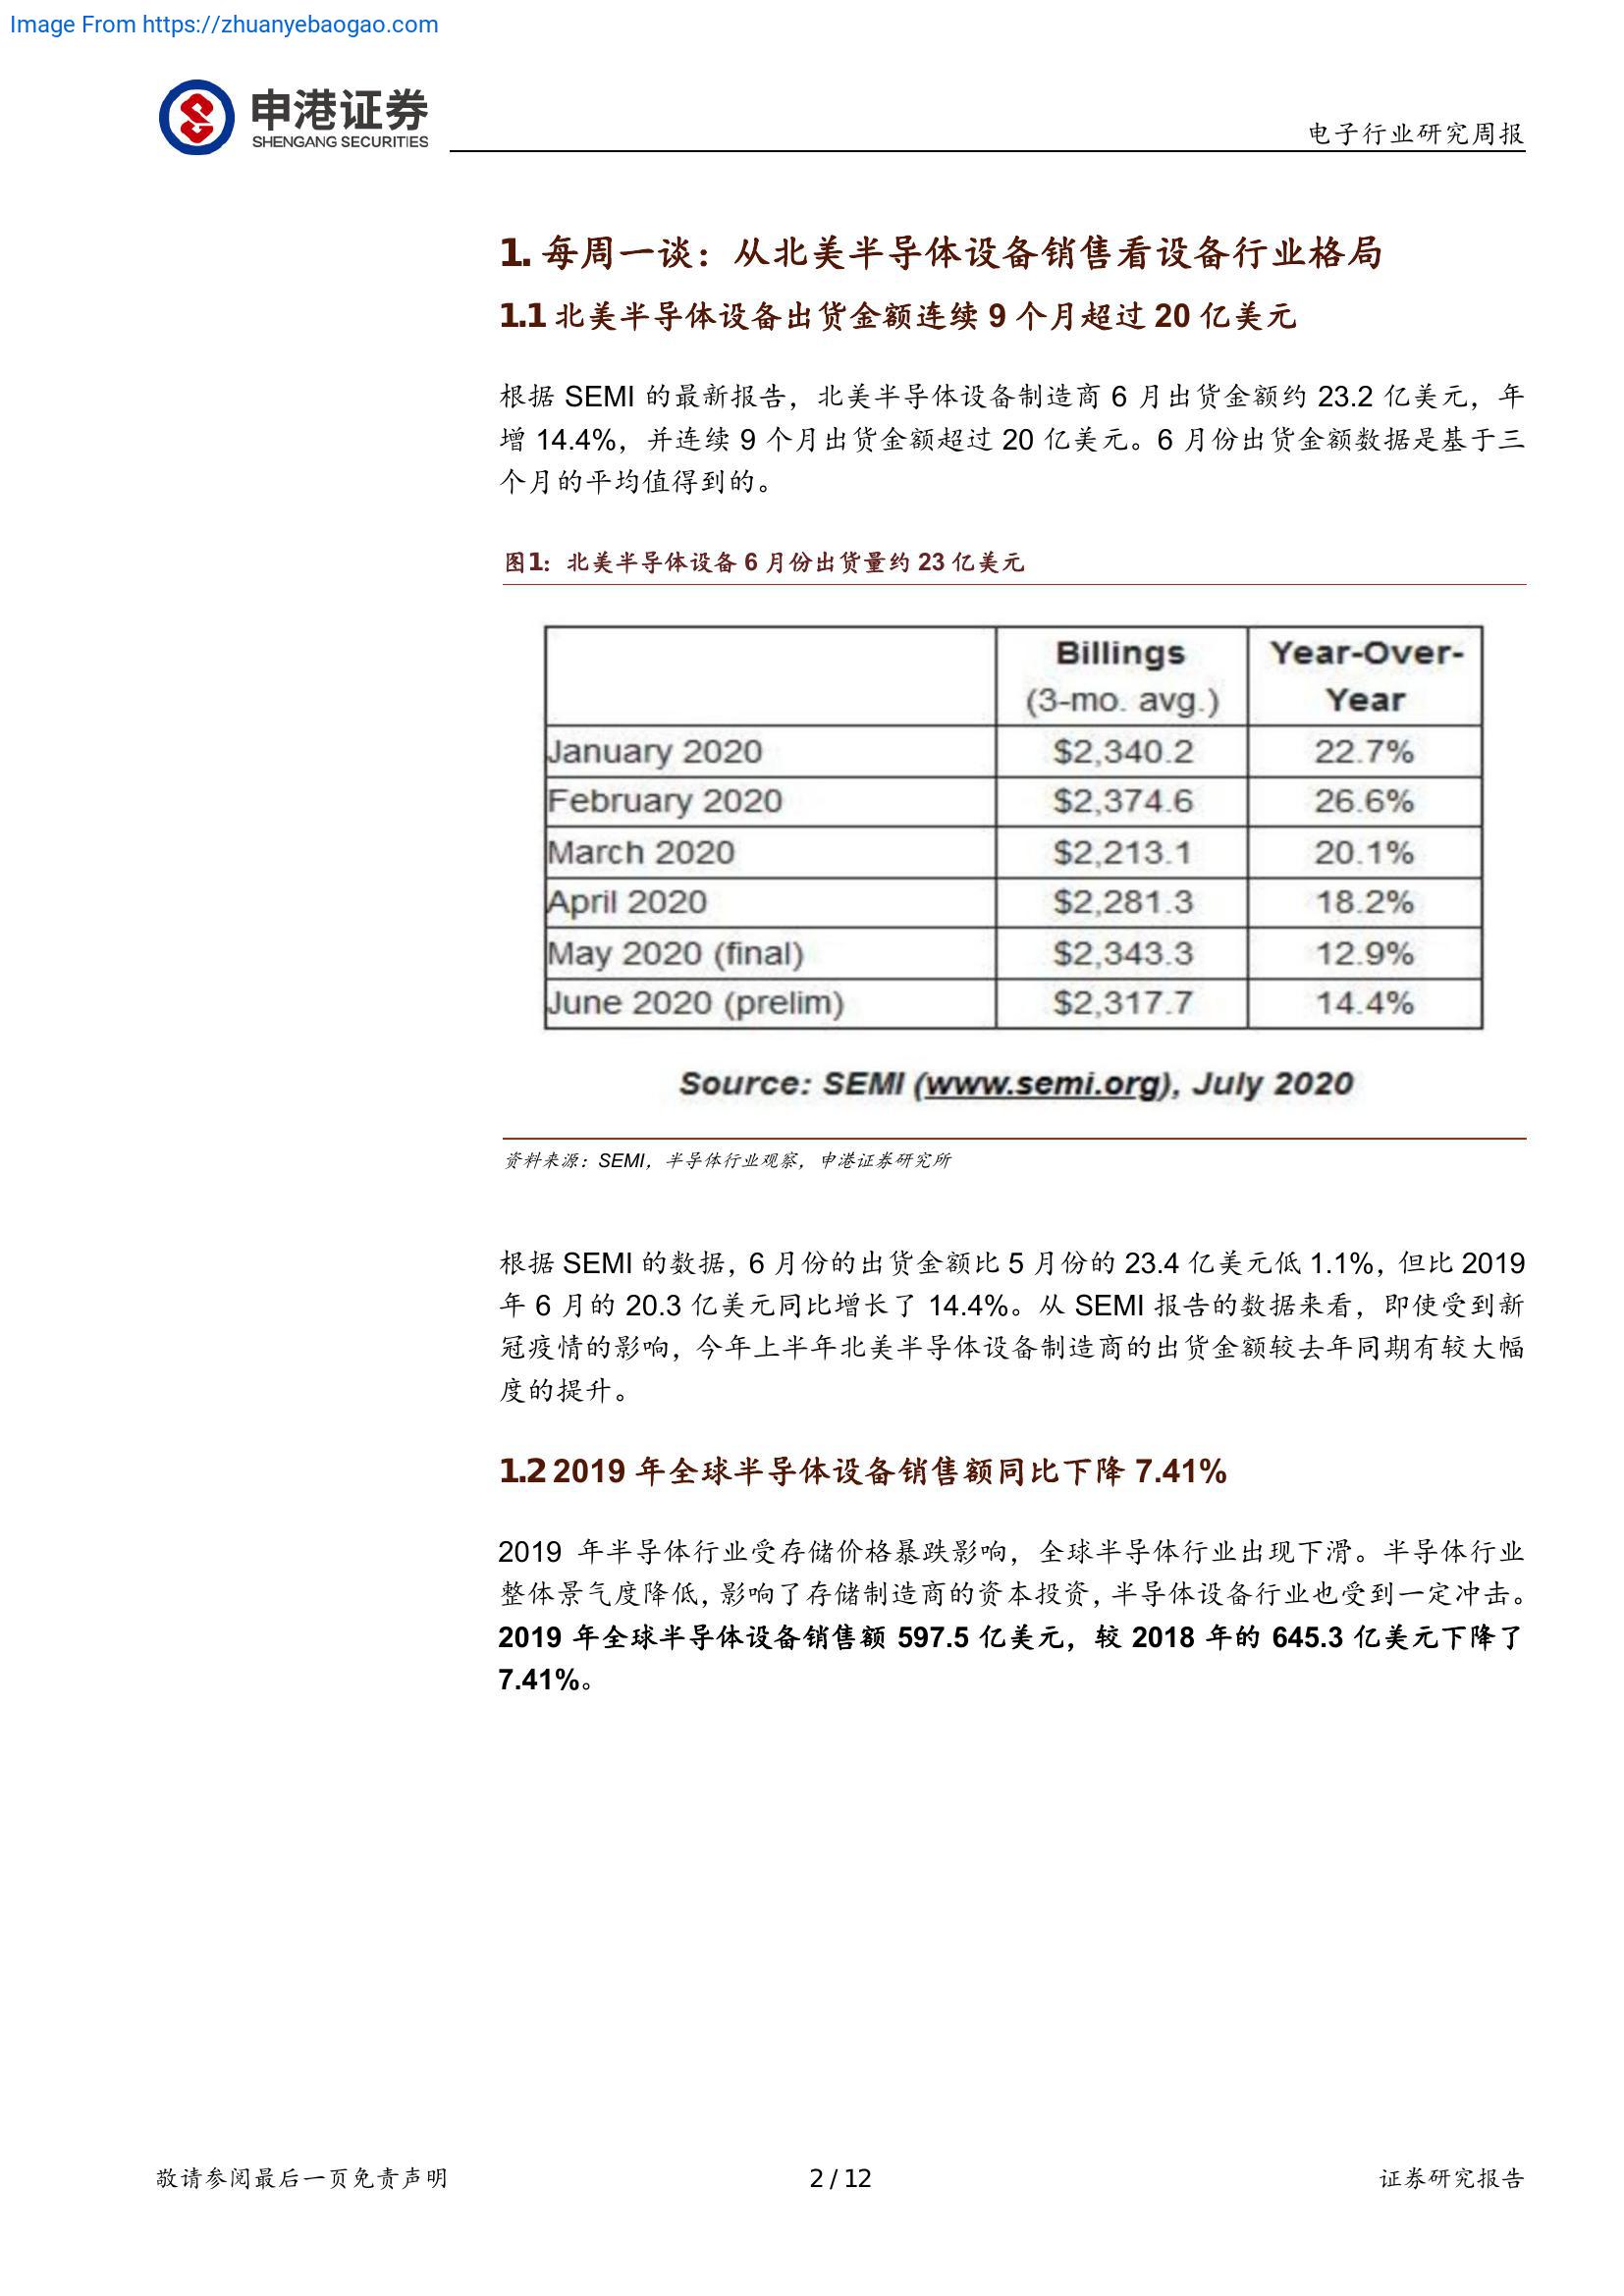 Image From https://zhuanyebaogao.com
申港证券
SHENGANG SECURITIES
电子行业研究周报
1. 每周一谈：从北美半导体设备销售看设备行业格局
1.1 北美半导体设备出货金额连续 9 个月超过 20 亿美元
根据 SEMI 的最新报告，北美半导体设备制造商 6 月出货金额约 23.2 亿美元，年
增 14.4%，并连续 9 个月出货金额超过 20 亿美元。6 月份出货金额数据是基于三
个月的平均值得到的。
图1：北美半导体设备 6 月份出货量约 23 亿美元
Billings Year-Over-
(3-mo. avg.) Year
January 2020 $2,340.2 22.7%
February 2020 $2,374.6 26.6%
March 2020 $2,213.1 20.1%
April 2020 $2,281.3 18.2%
May 2020 (final) $2,343.3 12.9%
June 2020 (prelim) $2,317.7 14.4%
Source: SEMI (www.semi.org), July 2020
资料来源：SEMI，半导体行业观察，申港证券研究所
根据 SEMI 的数据，6 月份的出货金额比 5 月份的 23.4 亿美元低 1.1%，但比 2019
年 6 月的 20.3 亿美元同比增长了 14.4%。从 SEMI 报告的数据来看，即使受到新
冠疫情的影响，今年上半年北美半导体设备制造商的出货金额较去年同期有较大幅
度的提升。
1.2 2019 年全球半导体设备销售额同比下降 7.41%
2019 年半导体行业受存储价格暴跌影响，全球半导体行业出现下滑。半导体行业
整体景气度降低，影响了存储制造商的资本投资，半导体设备行业也受到一定冲击。
2019 年全球半导体设备销售额 597.5 亿美元，较 2018 年的 645.3 亿美元下降了
7.41%。
敬请参阅最后一页免责声明 2 / 12 证券研究报告